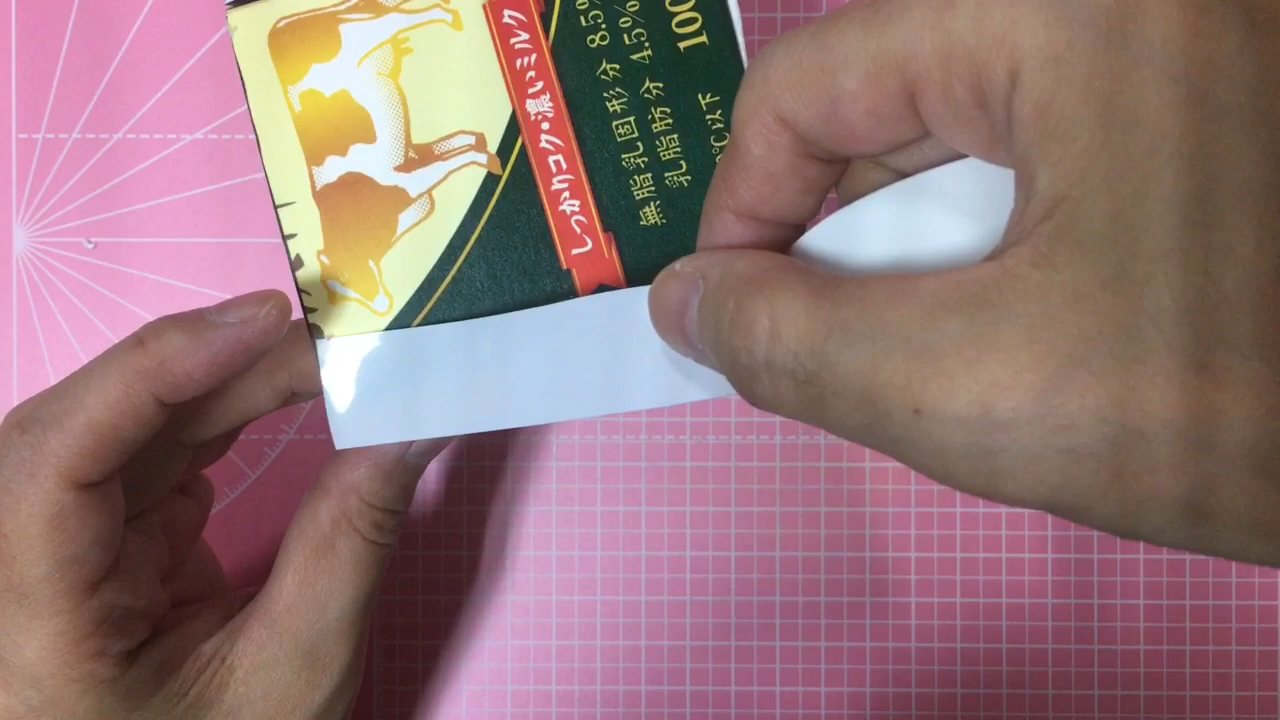 しっかりコク・濃いミルク
無脂乳固形分 8.5%
乳脂肪分 4.5%
100
℃以下